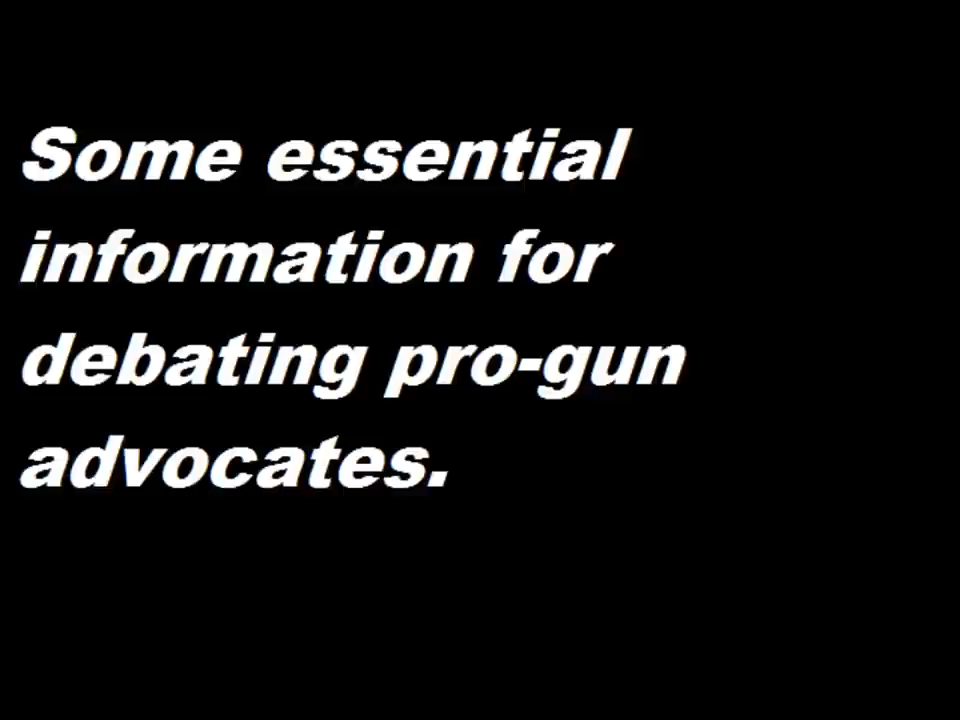 Some essential
information for
debating pro-gun
advocates.